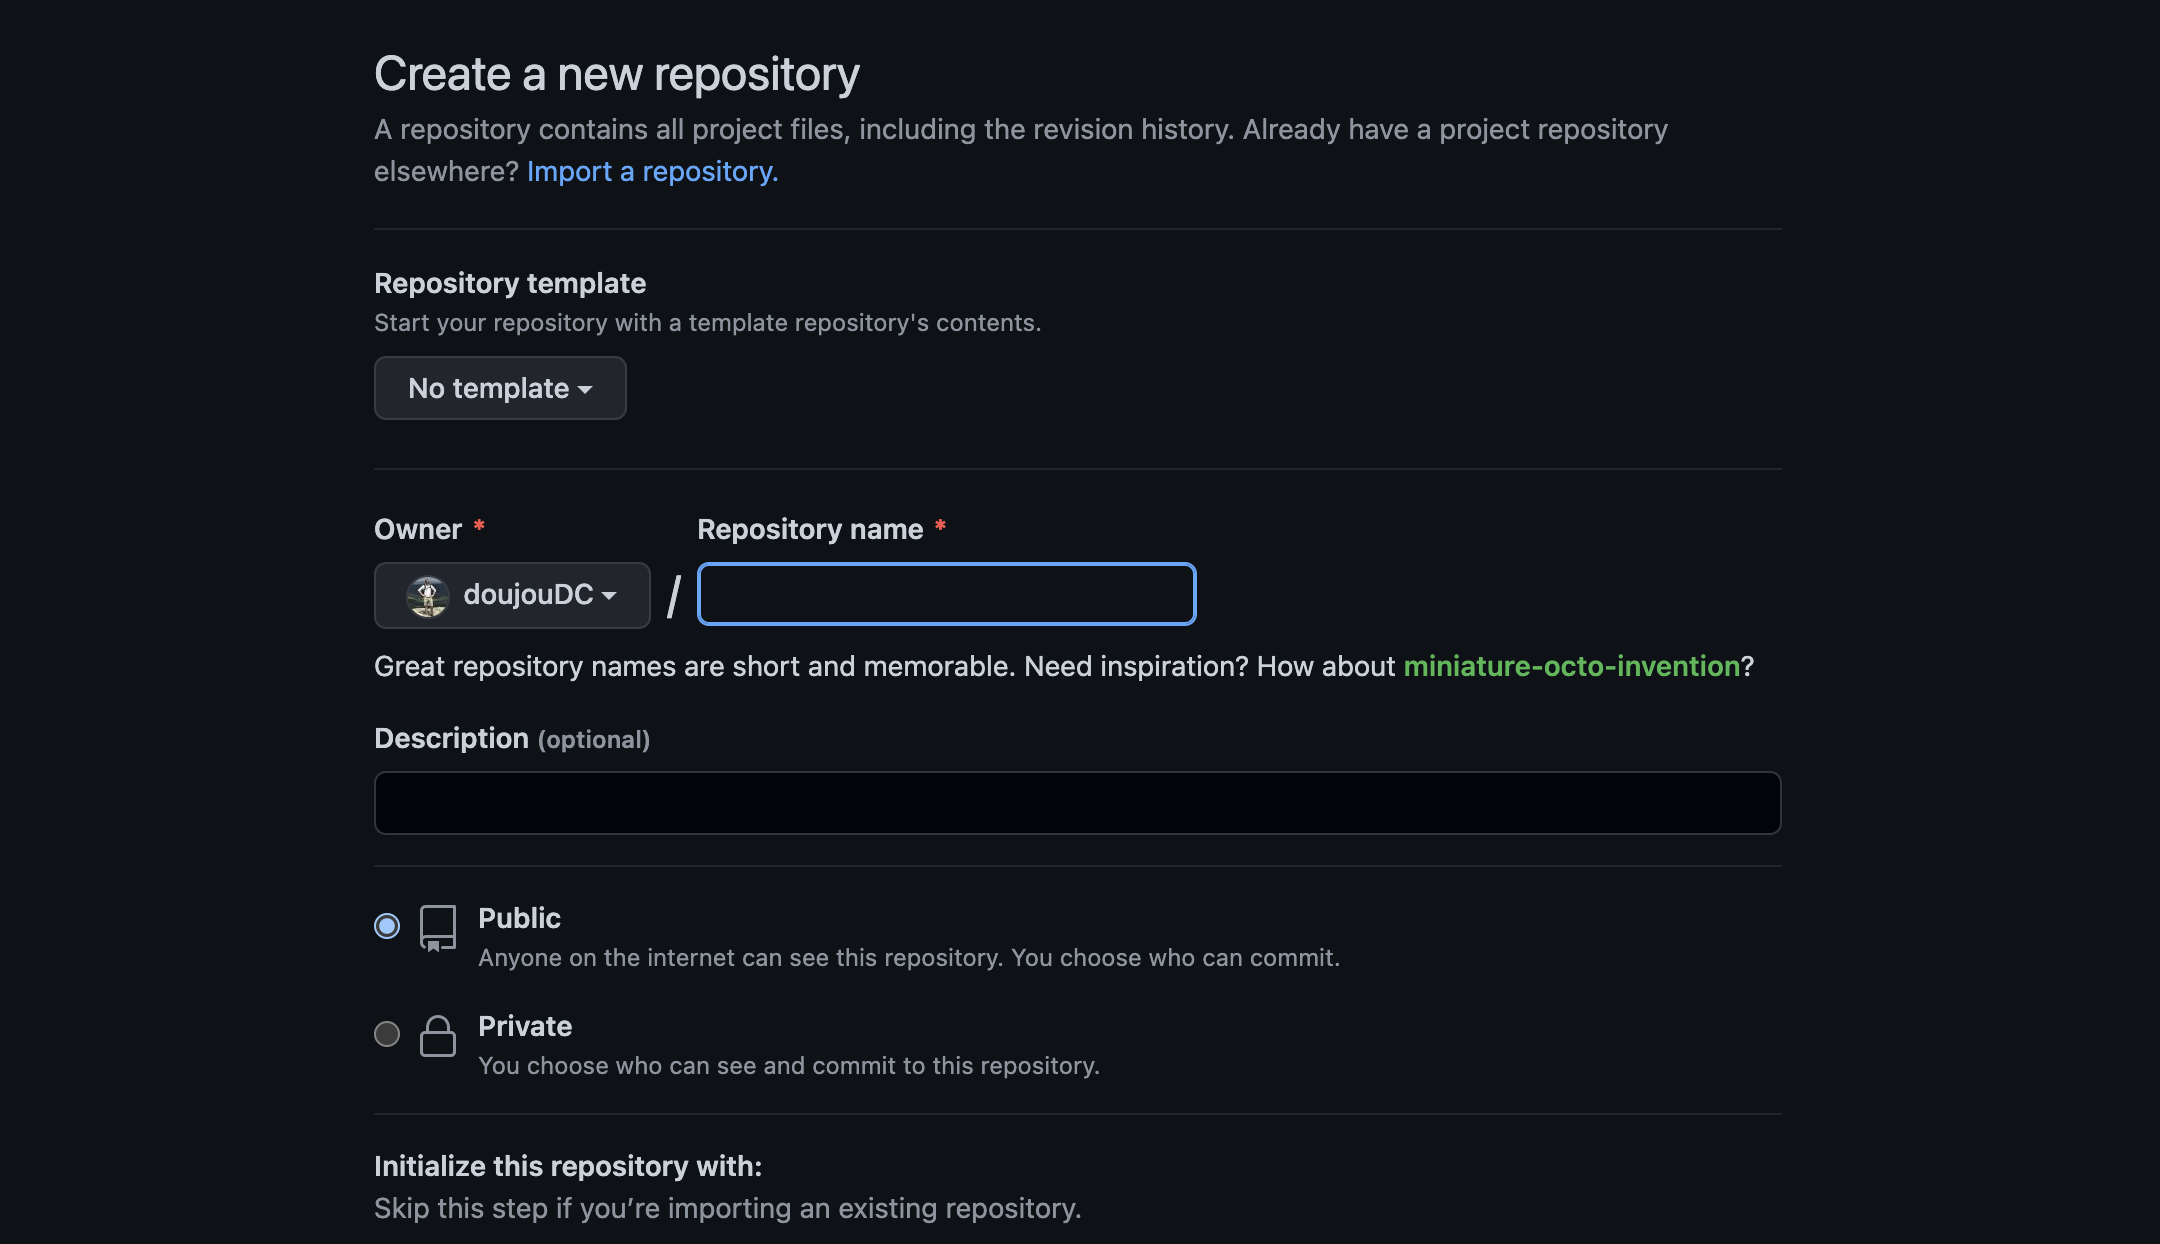 Create a new repository
A repository contains all project files, including the revision history. Already have a project repository
elsewhere? Import a repository.
Repository template
Start your repository with a template repository's contents.
No template
Owner *
Repository name *
doujouDC
/
Great repository names are short and memorable. Need inspiration? How about miniature-octo-invention?
Description (optional)
Public
Anyone on the internet can see this repository. You choose who can commit.
Private
You choose who can see and commit to this repository.
Initialize this repository with:
Skip this step if you’re importing an existing repository.